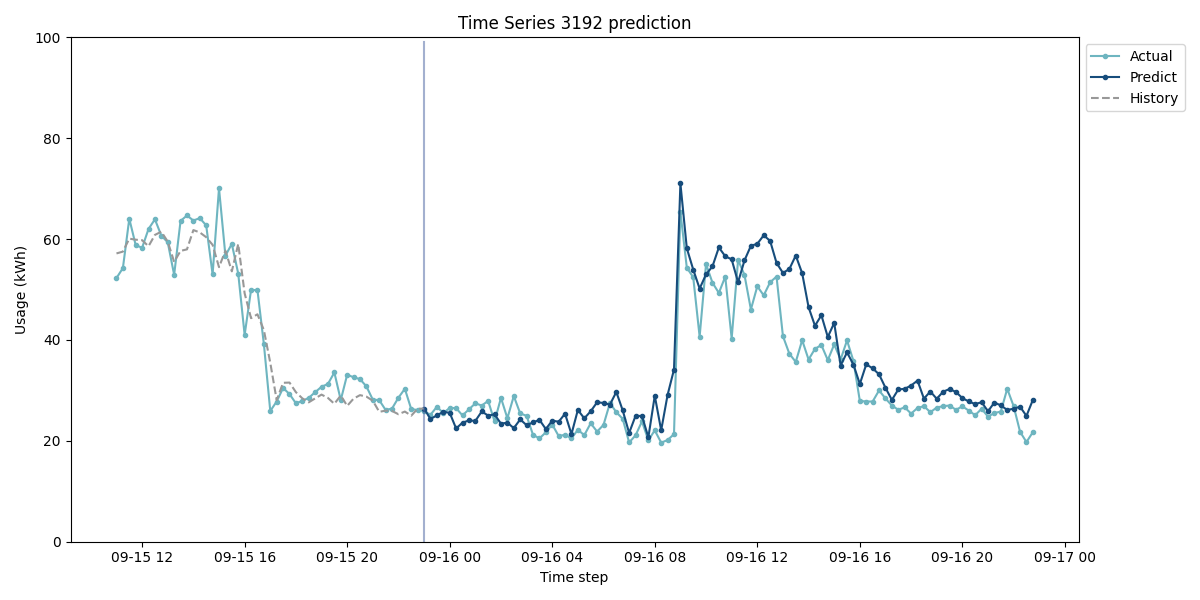 Time Series 3192 prediction
100
80
60
40
20
0
Usage (kWh)
09-15 12
09-15 16
09-15 20
09-16 00
09-16 04
09-16 08
09-16 12
09-16 16
09-16 20
09-17 00
Time step
Actual
Predict
History